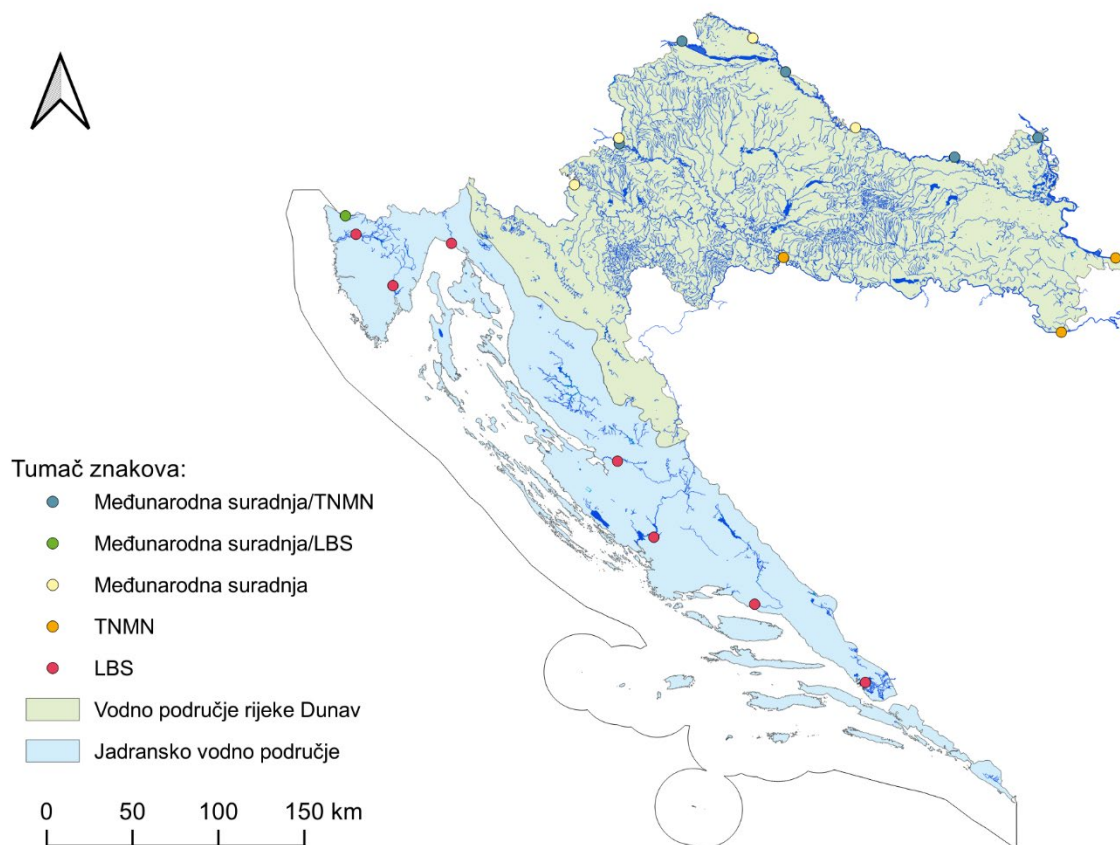 Tumač znakova:
Međunarodna suradnja/TNMN
Međunarodna suradnja/LBS
Međunarodna suradnja
TNMN
LBS
Vodno područje rijeke Dunav
Jadransko vodno područje
0 50 100 150 km